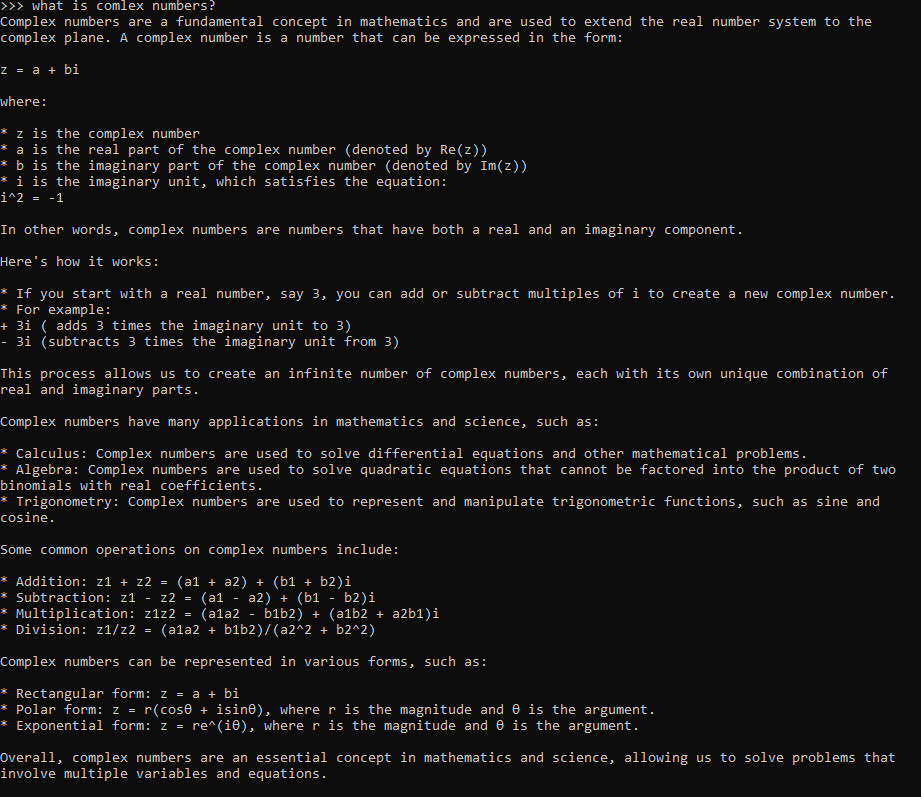 >>> what is comlex numbers?
Complex numbers are a fundamental concept in mathematics and are used to extend the real number system to the
complex plane. A complex number is a number that can be expressed in the form:
z = a + bi
where:
* z is the complex number
* a is the real part of the complex number (denoted by Re(z))
* b is the imaginary part of the complex number (denoted by Im(z))
* i is the imaginary unit, which satisfies the equation:
i^2 = -1
In other words, complex numbers are numbers that have both a real and an imaginary component.
Here's how it works:
* If you start with a real number, say 3, you can add or subtract multiples of i to create a new complex number.
* For example:
+ 3i ( adds 3 times the imaginary unit to 3)
- 3i (subtracts 3 times the imaginary unit from 3)
This process allows us to create an infinite number of complex numbers, each with its own unique combination of
real and imaginary parts.
Complex numbers have many applications in mathematics and science, such as:
* Calculus: Complex numbers are used to solve differential equations and other mathematical problems.
* Algebra: Complex numbers are used to solve quadratic equations that cannot be factored into the product of two
binomials with real coefficients.
* Trigonometry: Complex numbers are used to represent and manipulate trigonometric functions, such as sine and
cosine.
Some common operations on complex numbers include:
* Addition: z1 + z2 = (a1 + a2) + (b1 + b2)i
* Subtraction: z1 - z2 = (a1 - a2) + (b1 - b2)i
* Multiplication: z1z2 = (a1a2 - b1b2) + (a1b2 + a2b1)i
* Division: z1/z2 = (a1a2 + b1b2)/(a2^2 + b2^2)
Complex numbers can be represented in various forms, such as:
* Rectangular form: z = a + bi
* Polar form: z = r(cosθ + isinθ), where r is the magnitude and θ is the argument.
* Exponential form: z = re^(iθ), where r is the magnitude and θ is the argument.
Overall, complex numbers are an essential concept in mathematics and science, allowing us to solve problems that
involve multiple variables and equations.